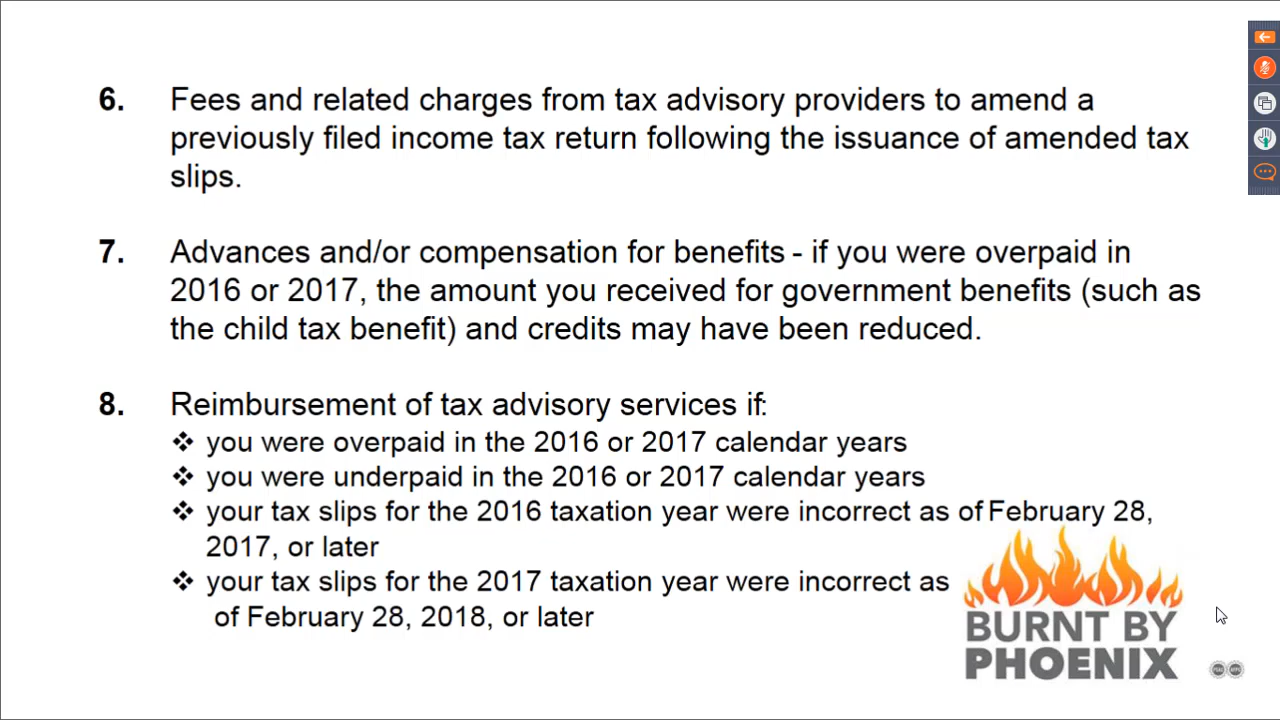 6. Fees and related charges from tax advisory providers to amend a
previously filed income tax return following the issuance of amended tax
slips.
7. Advances and/or compensation for benefits - if you were overpaid in
2016 or 2017, the amount you received for government benefits (such as
the child tax benefit) and credits may have been reduced.
8. Reimbursement of tax advisory services if:
❖ you were overpaid in the 2016 or 2017 calendar years
❖ you were underpaid in the 2016 or 2017 calendar years
❖ your tax slips for the 2016 taxation year were incorrect as of February 28,
2017, or later
❖ your tax slips for the 2017 taxation year were incorrect as
of February 28, 2018, or later
BURNT BY
PHOENIX